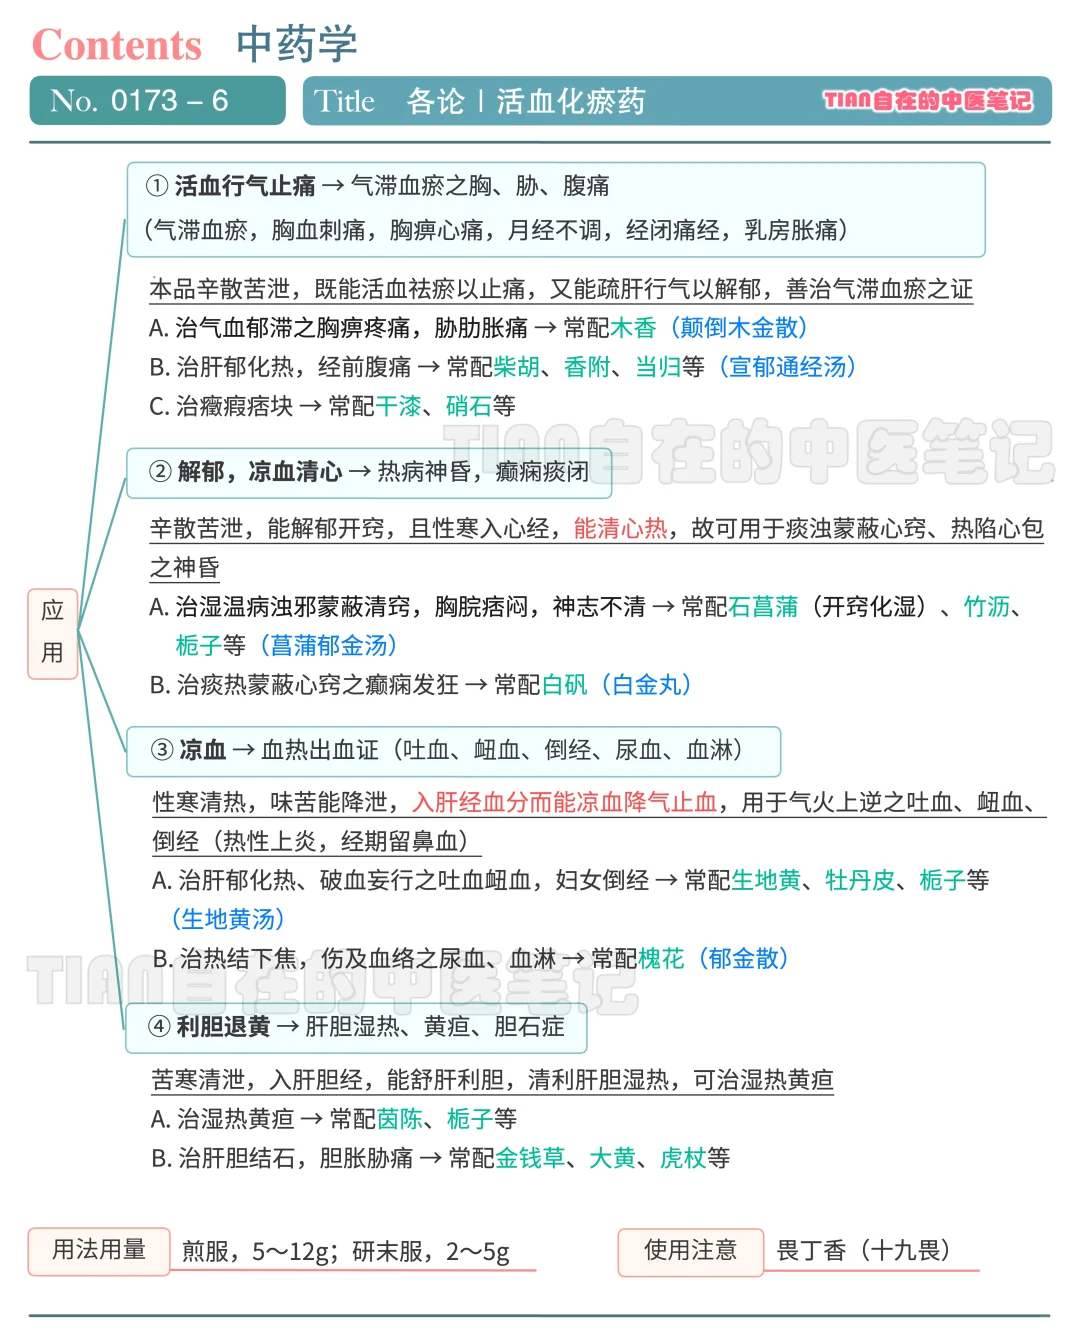 Contents 中药学
No. 0173 – 6
Title 各论 | 活血化瘀药
TIAN自在的中医笔记
① 活血行气止痛 → 气滞血瘀之胸、胁、腹痛
（气滞血瘀，胸血刺痛，胸痹心痛，月经不调，经闭痛经，乳房胀痛）
本品辛散苦泄，既能活血祛瘀以止痛，又能疏肝行气以解郁，善治气滞血瘀之证
A. 治气血郁滞之胸痹疼痛，胁肋胀痛 → 常配木香（颠倒木金散）
B. 治肝郁化热，经前腹痛 → 常配柴胡、香附、当归等（宣郁通经汤）
C. 治癥瘕痞块 → 常配干漆、硝石等
TIAN自在的中医笔记
② 解郁，凉血清心 → 热病神昏，癫痫痰闭
辛散苦泄，能解郁开窍，且性寒入心经，能清心热，故可用于痰浊蒙蔽心窍、热陷心包
之神昏
应
用
A. 治湿温病浊邪蒙蔽清窍，胸脘痞闷，神志不清 → 常配石菖蒲（开窍化湿）、竹沥、
栀子等（菖蒲郁金汤）
B. 治痰热蒙蔽心窍之癫痫发狂 → 常配白矾（白金丸）
③ 凉血 → 血热出血证（吐血、衄血、倒经、尿血、血淋）
性寒清热，味苦能降泄，入肝经血分而能凉血降气止血，用于气火上逆之吐血、衄血、
倒经（热性上炎，经期留鼻血）
A. 治肝郁化热、破血妄行之吐血衄血，妇女倒经 → 常配生地黄、牡丹皮、栀子等
（生地黄汤）
B. 治热结下焦，伤及血络之尿血、血淋 → 常配槐花（郁金散）
TIAN自在的中医笔记
④ 利胆退黄 → 肝胆湿热、黄疸、胆石症
苦寒清泄，入肝胆经，能舒肝利胆，清利肝胆湿热，可治湿热黄疸
A. 治湿热黄疸 → 常配茵陈、栀子等
B. 治肝胆结石，胆胀胁痛 → 常配金钱草、大黄、虎杖等
用法用量 煎服，5～12g；研末服，2～5g
使用注意 畏丁香（十九畏）